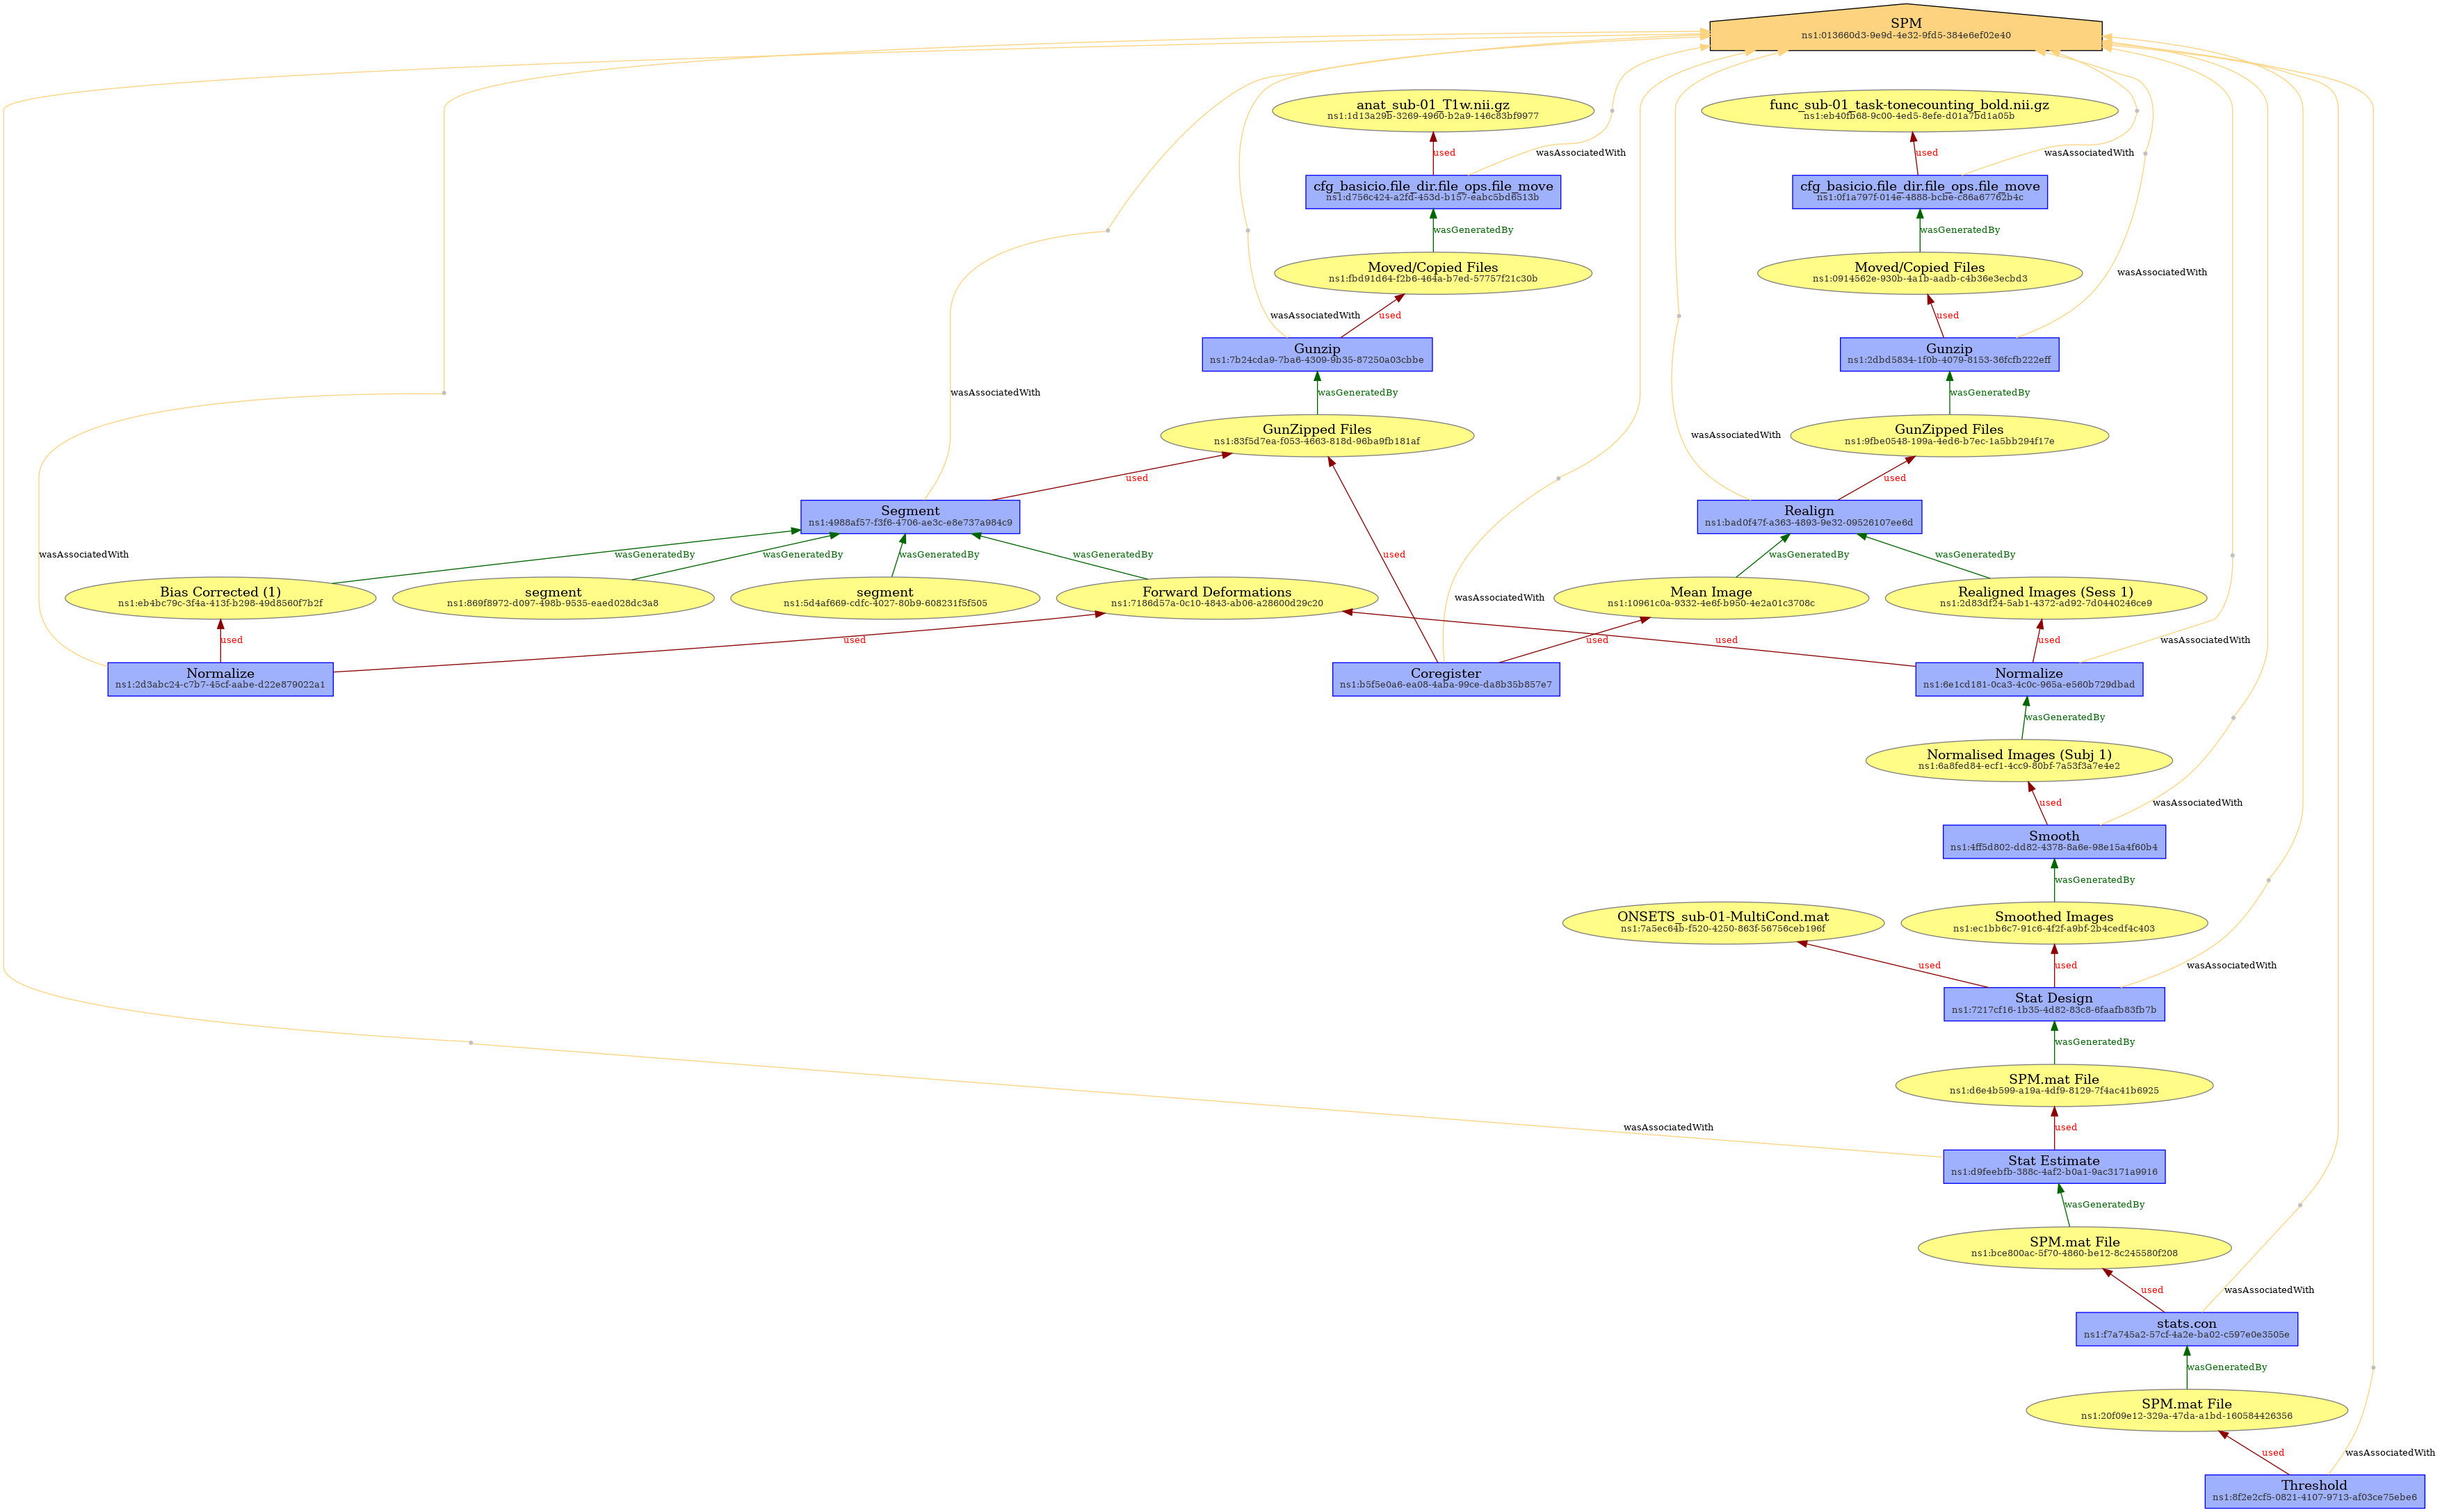 SPM
ns1:013660d3-9e9d-4e32-9fd5-384e6ef02e40
anat_sub-01_T1w.nii.gz
ns1:1d13a29b-3269-4960-b2a9-146c83bf9977
func_sub-01_task-tonecounting_bold.nii.gz
ns1:eb40fb68-9c00-4ed5-8efe-d01a7bd1a05b
used
wasAssociatedWith
used
wasAssociatedWith
cfg_basicio.file_dir.file_ops.file_move
ns1:d756c424-a2fd-453d-b157-eabc5bd6513b
cfg_basicio.file_dir.file_ops.file_move
ns1:0f1a797f-014e-4888-bcbe-c86a67762b4c
wasGeneratedBy
wasGeneratedBy
Moved/Copied Files
ns1:fbd91d64-f2b6-464a-b7ed-57757f21c30b
Moved/Copied Files
ns1:0914562e-930b-4a1b-aadb-c4b36e3ecbd3
wasAssociatedWith
wasAssociatedWith
used
used
Gunzip
ns1:7b24cda9-7ba6-4309-9b35-87250a03cbbe
Gunzip
ns1:2dbd5834-1f0b-4079-8153-36fcfb222eff
wasAssociatedWith
wasGeneratedBy
wasGeneratedBy
GunZipped Files
ns1:83f5d7ea-f053-4663-818d-96ba9fb181af
wasAssociatedWith
GunZipped Files
ns1:9fbe0548-199a-4ed6-b7ec-1a5bb294f17e
used
used
Segment
ns1:4988af57-f3f6-4706-ae3c-e8e737a984c9
Realign
ns1:bad0f47f-a363-4893-9e32-09526107ee6d
wasAssociatedWith
wasGeneratedBy
wasGeneratedBy
wasGeneratedBy
wasGeneratedBy
used
wasGeneratedBy
wasGeneratedBy
Bias Corrected (1)
ns1:eb4bc79c-3f4a-413f-b298-49d8560f7b2f
segment
ns1:869f8972-d097-498b-9535-eaed028dc3a8
segment
ns1:5d4af669-cdfc-4027-80b9-608231f5f505
Forward Deformations
ns1:7186d57a-0c10-4843-ab06-a28600d29c20
wasAssociatedWith
Mean Image
ns1:10961c0a-9332-4e6f-b950-4e2a01c3708c
Realigned Images (Sess 1)
ns1:2d83df24-5ab1-4372-ad92-7d0440246ce9
used
used
used
used
used
wasAssociatedWith
Normalize
ns1:2d3abc24-c7b7-45cf-aabe-d22e879022a1
Coregister
ns1:b5f5e0a6-ea08-4aba-99ce-da8b35b857e7
Normalize
ns1:6e1cd181-0ca3-4c0c-965a-e560b729dbad
wasGeneratedBy
Normalised Images (Subj 1)
ns1:6a8fed84-ecf1-4cc9-80bf-7a53f3a7e4e2
used
wasAssociatedWith
Smooth
ns1:4ff5d802-dd82-4378-8a6e-98e15a4f60b4
wasGeneratedBy
ONSETS_sub-01-MultiCond.mat
ns1:7a5ec64b-f520-4250-863f-56756ceb196f
Smoothed Images
ns1:ec1bb6c7-91c6-4f2f-a9bf-2b4cedf4c403
used
used
wasAssociatedWith
Stat Design
ns1:7217cf16-1b35-4d82-83c8-6faafb83fb7b
wasGeneratedBy
SPM.mat File
ns1:d6e4b599-a19a-4df9-8129-7f4ac41b6925
wasAssociatedWith
used
Stat Estimate
ns1:d9feebfb-388c-4af2-b0a1-9ac3171a9916
wasGeneratedBy
SPM.mat File
ns1:bce800ac-5f70-4860-be12-8c245580f208
used
wasAssociatedWith
stats.con
ns1:f7a745a2-57cf-4a2e-ba02-c597e0e3505e
wasGeneratedBy
SPM.mat File
ns1:20f09e12-329a-47da-a1bd-160584426356
used
wasAssociatedWith
Threshold
ns1:8f2e2cf5-0821-4107-9713-af03ce75ebe6